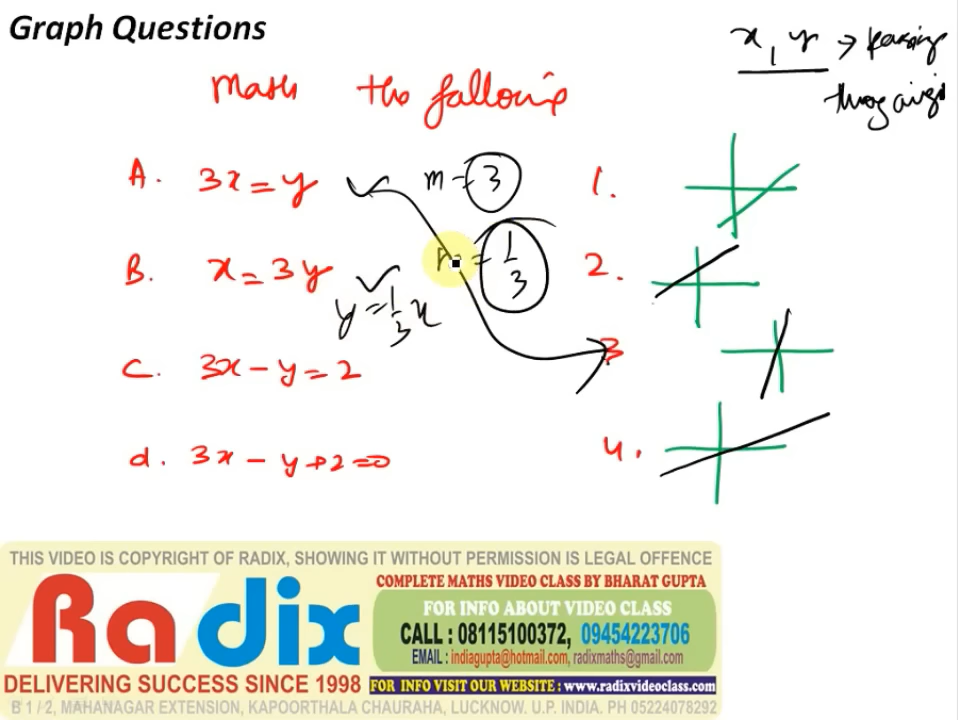 Graph Questions
x, y →
Math the following
A. 3x = y m = 3 1.
B. x = 3y = 1/3 2.
y = 1/3 x
C. 3x - y = 2 3
d. 3x - y + 2 = 0 4.
THIS VIDEO IS COPYRIGHT OF RADIX, SHOWING IT WITHOUT PERMISSION IS LEGAL OFFENCE
Radix
DELIVERING SUCCESS SINCE 1998
COMPLETE MATHS VIDEO CLASS BY BHARAT GUPTA
FOR INFO ABOUT VIDEO CLASS
CALL : 08115100372, 09454223706
EMAIL : indiagupta@hotmail.com, radixmaths@gmail.com
FOR INFO VISIT OUR WEBSITE : www.radixvideoclass.com
B 1 / 2, MAHANAGAR EXTENSION, KAPOORTHALA CHAURAHA, LUCKNOW. U.P. INDIA. PH 05224078292